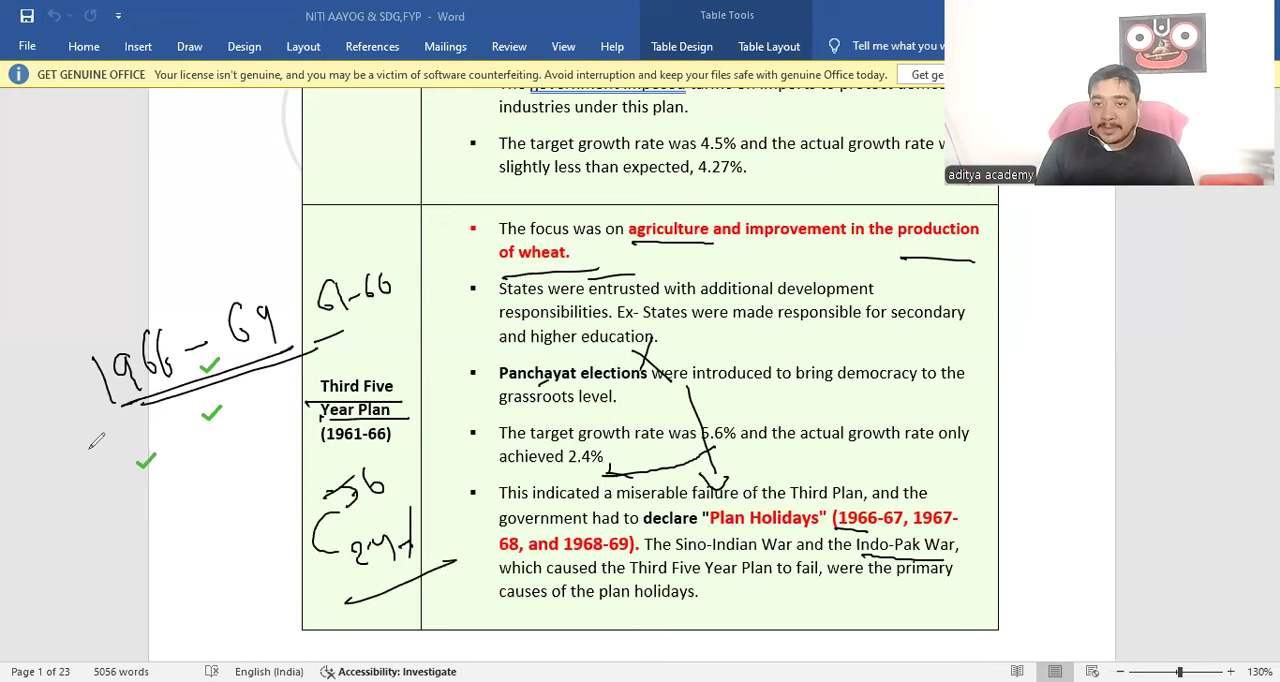 NITI AAYOG & SDG,FYP - Word
Table Tools
File Home Insert Draw Design Layout References Mailings Review View Help Table Design Table Layout Tell me what you w
GET GENUINE OFFICE Your license isn't genuine, and you may be a victim of software counterfeiting. Avoid interruption and keep your files safe with genuine Office today. Get ge
industries under this plan.
▪ The target growth rate was 4.5% and the actual growth rate w
slightly less than expected, 4.27%.
aditya academy
▪ The focus was on agriculture and improvement in the production
of wheat.
▪ States were entrusted with additional development
responsibilities. Ex- States were made responsible for secondary
and higher education.
▪ Panchayat elections were introduced to bring democracy to the
grassroots level.
▪ The target growth rate was 5.6% and the actual growth rate only
achieved 2.4%
▪ This indicated a miserable failure of the Third Plan, and the
government had to declare "Plan Holidays" (1966-67, 1967-
68, and 1968-69). The Sino-Indian War and the Indo-Pak War,
which caused the Third Five Year Plan to fail, were the primary
causes of the plan holidays.
61-66
1966-69
Third Five
Year Plan
(1961-66)
56
Page 1 of 23 5056 words English (India) Accessibility: Investigate 130%